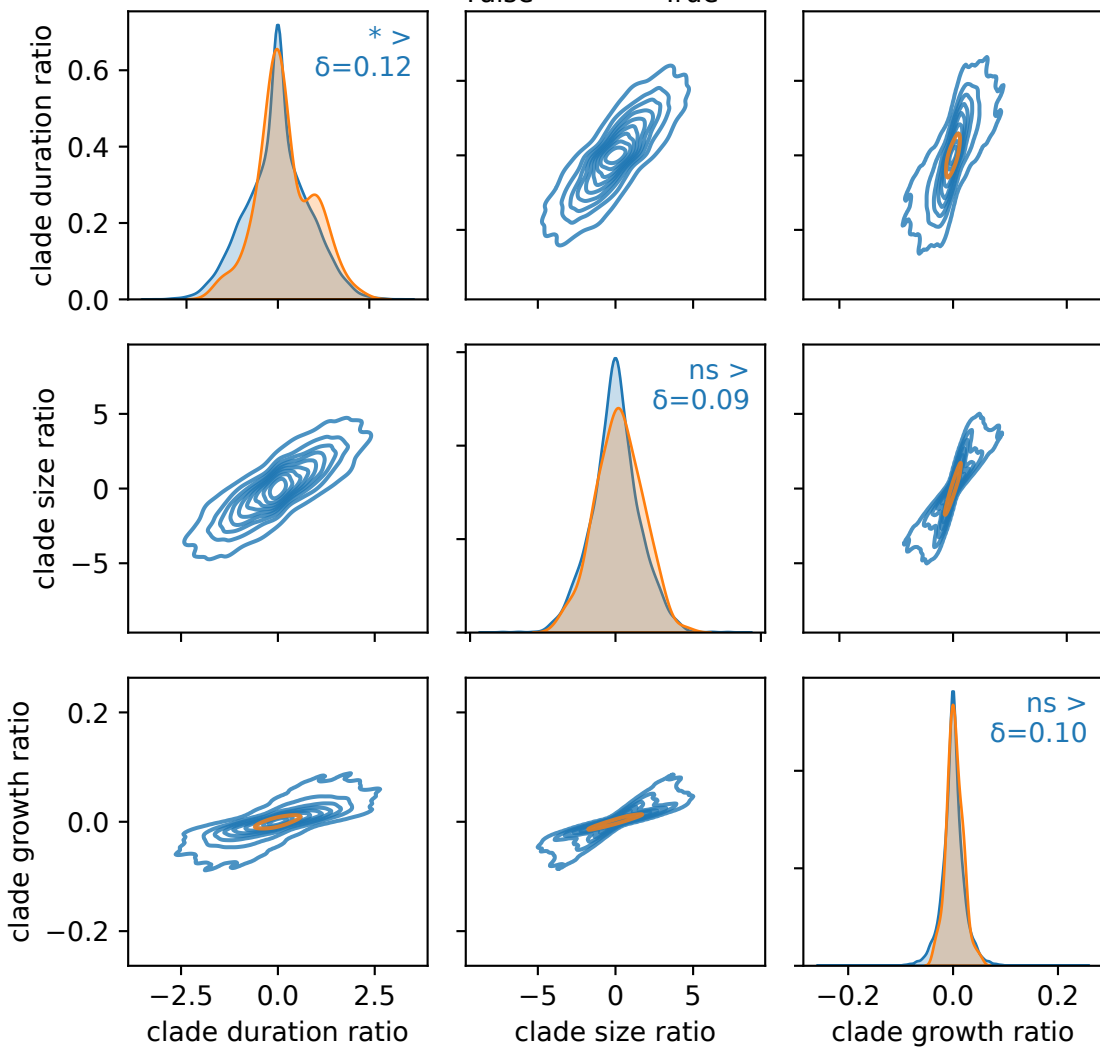 clade duration ratio
0.6
0.4
0.2
0.0
* >
δ=0.12
clade size ratio
5
0
−5
ns >
δ=0.09
clade growth ratio
0.2
0.0
−0.2
ns >
δ=0.10
−2.5 0.0 2.5
−5 0 5
−0.2 0.0 0.2
clade duration ratio
clade size ratio
clade growth ratio